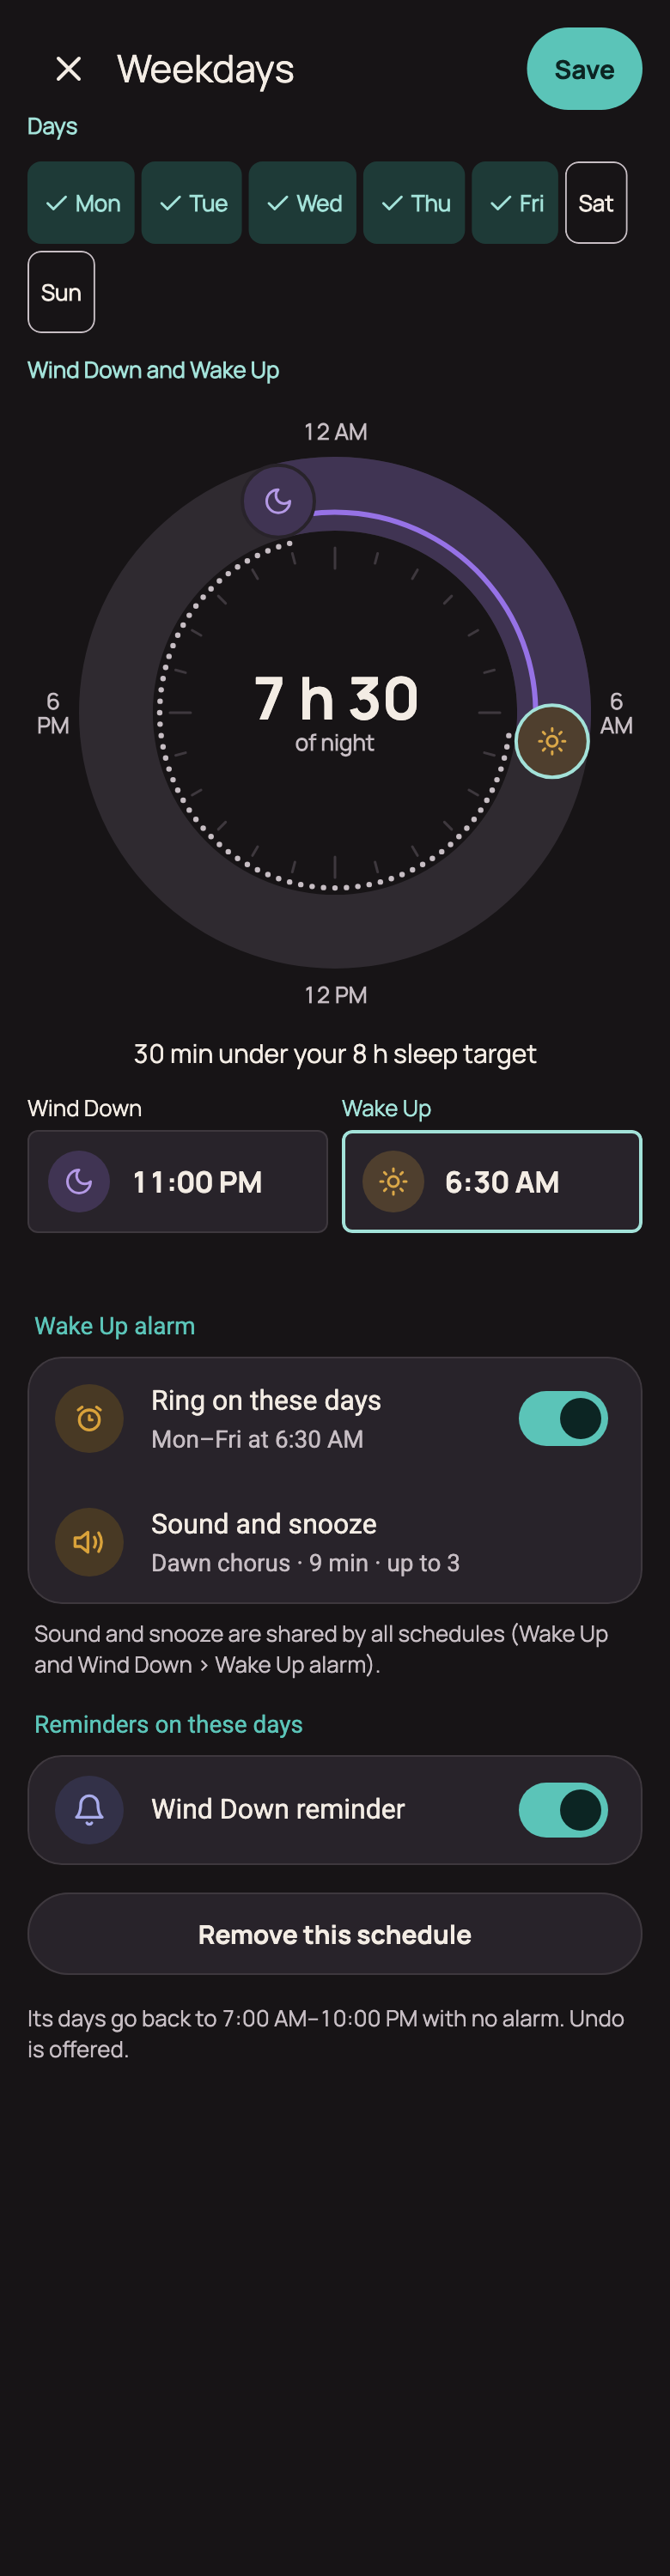 Weekdays
Save
Days
Mon
Tue
Wed
Thu
Fri
Sat
Sun
Wind Down and Wake Up
12 AM
6 PM
7 h 30
of night
6 AM
12 PM
30 min under your 8 h sleep target
Wind Down
Wake Up
11:00 PM
6:30 AM
Wake Up alarm
Ring on these days
Mon–Fri at 6:30 AM
Sound and snooze
Dawn chorus · 9 min · up to 3
Sound and snooze are shared by all schedules (Wake Up
and Wind Down › Wake Up alarm).
Reminders on these days
Wind Down reminder
Remove this schedule
Its days go back to 7:00 AM–10:00 PM with no alarm. Undo
is offered.